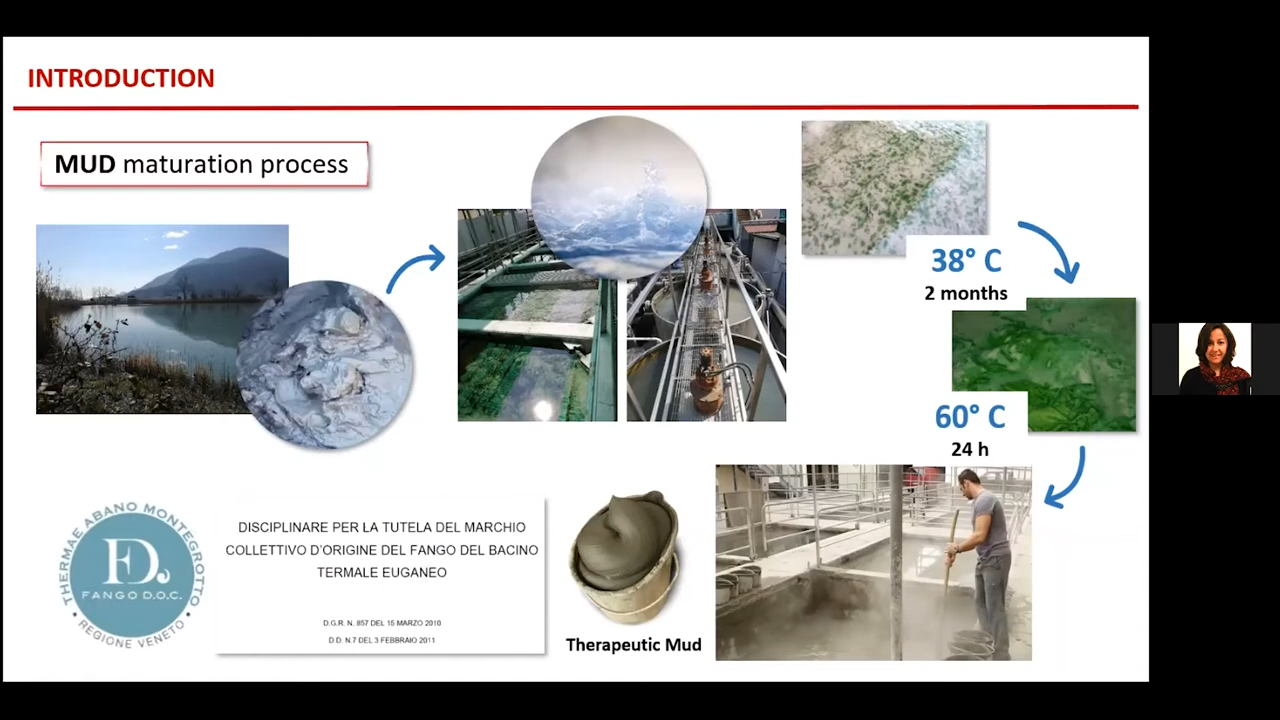 INTRODUCTION
MUD maturation process
38° C
2 months
60° C
24 h
THERMAE ABANO MONTEGROTTO
FD.
FANGO D.O.C.
• REGIONE VENETO •
DISCIPLINARE PER LA TUTELA DEL MARCHIO
COLLETTIVO D'ORIGINE DEL FANGO DEL BACINO
TERMALE EUGANEO
D.G.R. N. 857 DEL 15 MARZO 2010
D.D. N.7 DEL 3 FEBBRAIO 2011
Therapeutic Mud